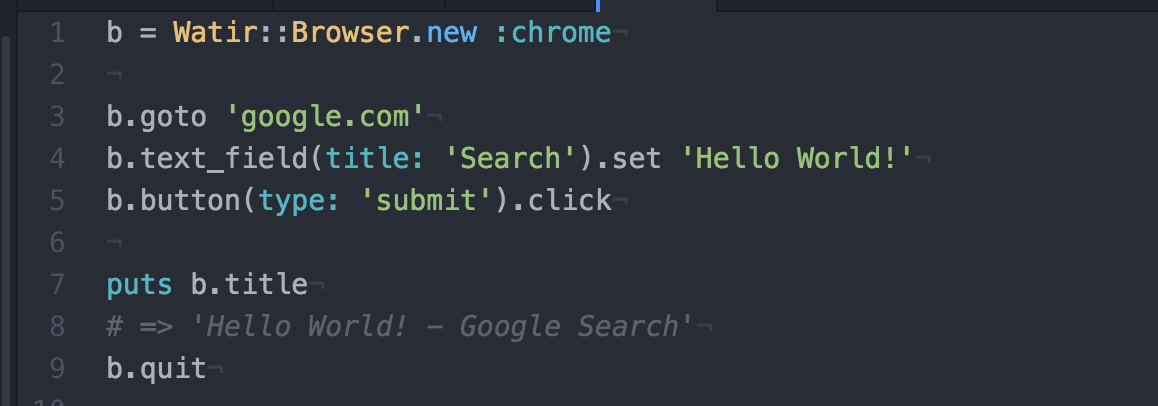 1 b = Watir::Browser.new :chrome¬
2 ¬
3 b.goto 'google.com'¬
4 b.text_field(title: 'Search').set 'Hello World!'¬
5 b.button(type: 'submit').click¬
6 ¬
7 puts b.title¬
8 # => 'Hello World! - Google Search'¬
9 b.quit¬
10